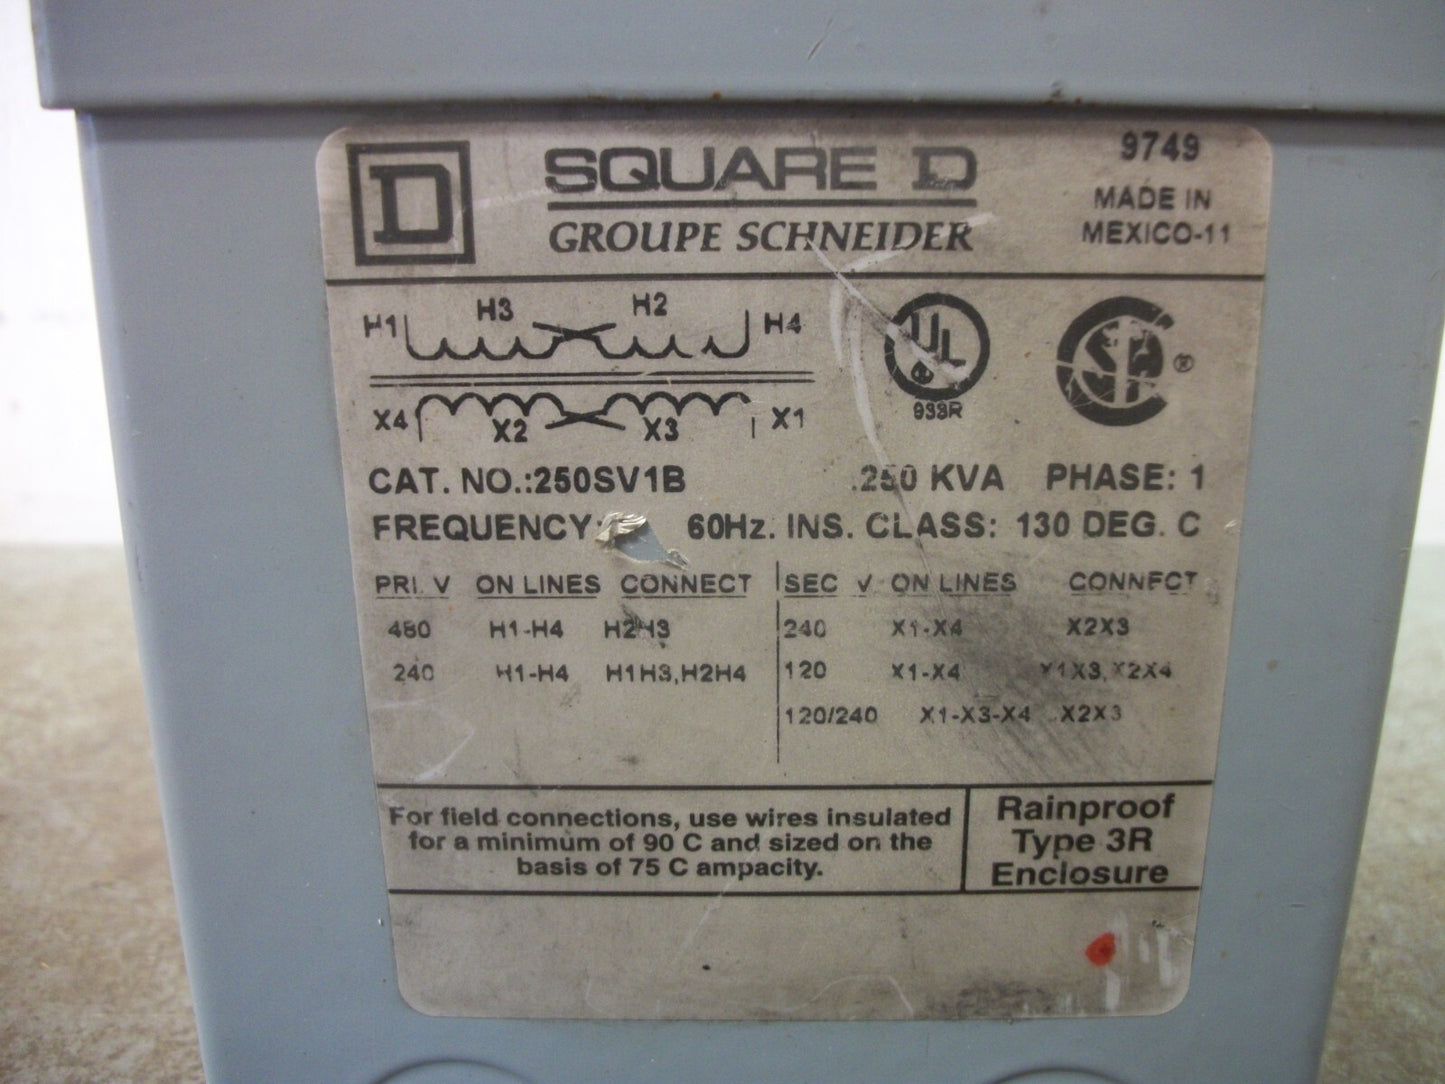 D SQUARE D
GROUPE SCHNEIDER
9749
MADE IN
MEXICO-11
H1 H3 H2 H4
X4 X2 X3 X1
UL
933R
SP ®
CAT. NO.:250SV1B .250 KVA PHASE: 1
FREQUENCY: 60Hz. INS. CLASS: 130 DEG. C
PRI. V ON LINES CONNECT SEC V ON LINES CONNECT
480 H1-H4 H2H3 240 X1-X4 X2X3
240 H1-H4 H1H3,H2H4 120 X1-X4 X1X3,X2X4
120/240 X1-X3-X4 X2X3
For field connections, use wires insulated
for a minimum of 90 C and sized on the
basis of 75 C ampacity.
Rainproof
Type 3R
Enclosure